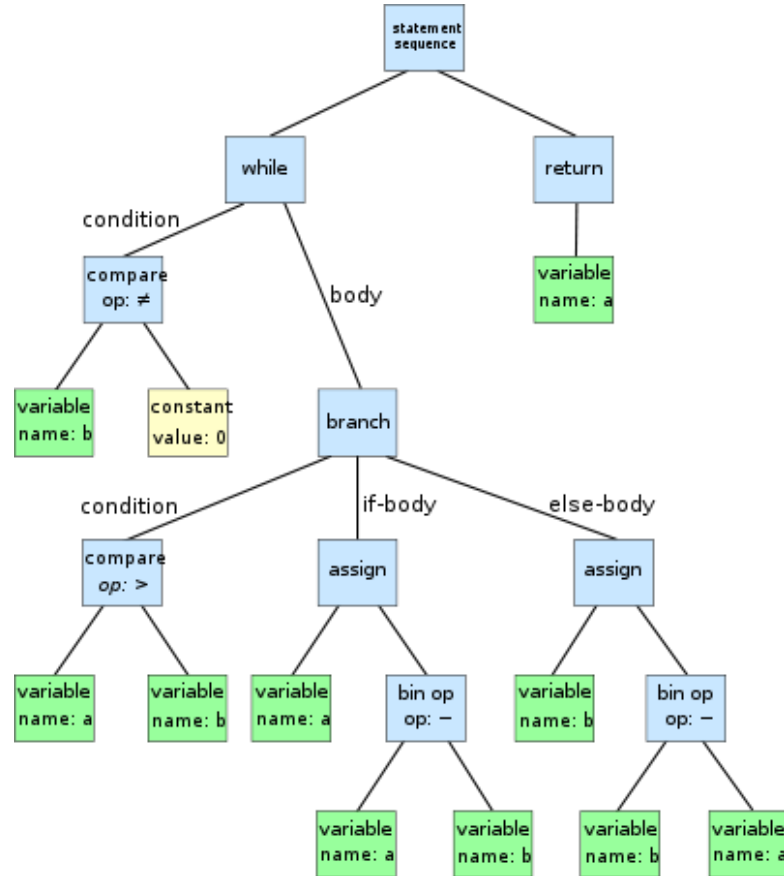 statement
sequence
while
return
condition
compare
op: ≠
body
variable
name: a
variable
name: b
constant
value: 0
branch
condition
if-body
else-body
compare
op: >
assign
assign
variable
name: a
variable
name: b
variable
name: a
bin op
op: −
variable
name: b
bin op
op: −
variable
name: a
variable
name: b
variable
name: b
variable
name: a